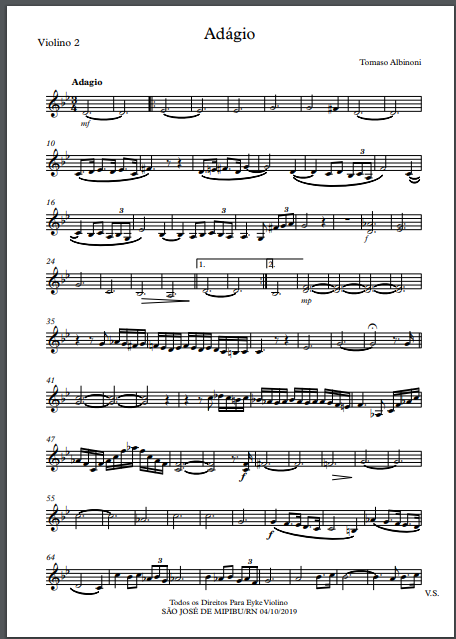 Adágio
Violino 2
Tomaso Albinoni
Adagio
mf
10
3
3
16
3
3
3
f
24
1.
2.
mp
35
41
47
f
55
f
64
3
3
V.S.
Todos os Direitos Para Eyke Violino
SÃO JOSÉ DE MIPIBU/RN 04/10/2019